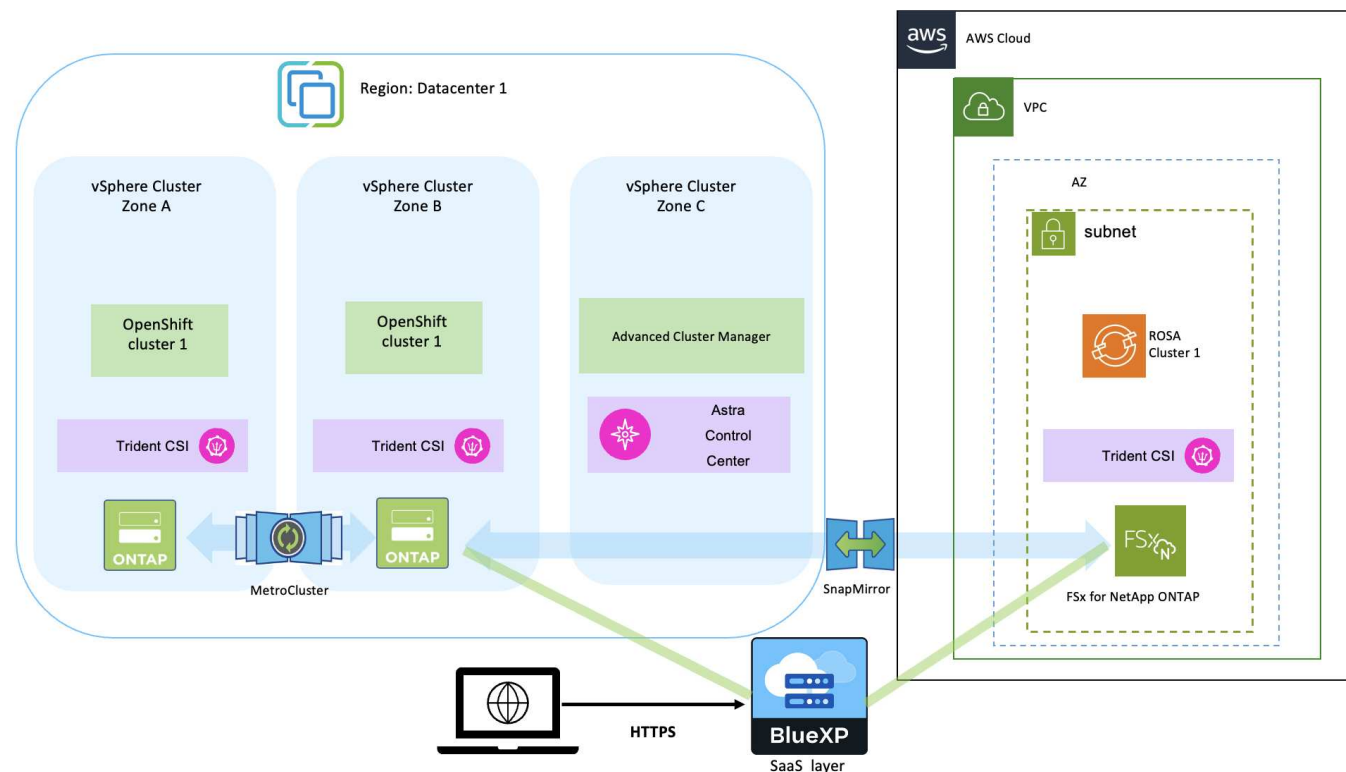 Region: Datacenter 1
vSphere Cluster
Zone A
OpenShift
cluster 1
Trident CSI
ONTAP
MetroCluster
vSphere Cluster
Zone B
OpenShift
cluster 1
Trident CSI
ONTAP
vSphere Cluster
Zone C
Advanced Cluster Manager
Astra
Control
Center
SnapMirror
aws
AWS Cloud
VPC
AZ
subnet
ROSA
Cluster 1
Trident CSI
FSx
N
FSx for NetApp ONTAP
HTTPS
BlueXP
SaaS layer